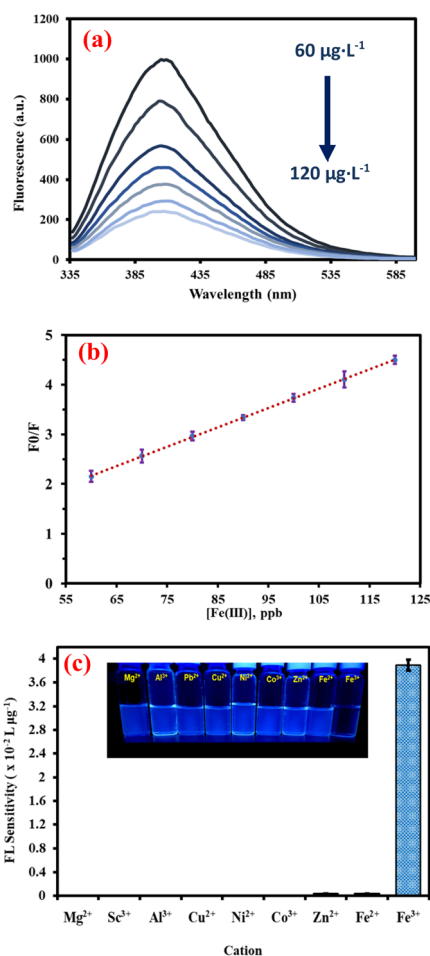 (a)
1200
1000
800
600
400
200
0
Fluorescence (a.u.)
60 µg·L⁻¹
120 µg·L⁻¹
335 385 435 485 535 585
Wavelength (nm)
(b)
5
4
3
2
1
0
F0/F
55 65 75 85 95 105 115 125
[Fe(III)], ppb
(c)
4
3.6
3.2
2.8
2.4
2
1.6
1.2
0.8
0.4
0
FL Sensitivity ( x 10⁻² L µg⁻¹)
Mg²⁺ Al³⁺ Pb²⁺ Cu²⁺ Ni²⁺ Co³⁺ Zn²⁺ Fe²⁺ Fe³⁺
Mg²⁺ Sc³⁺ Al³⁺ Cu²⁺ Ni²⁺ Co³⁺ Zn²⁺ Fe²⁺ Fe³⁺
Cation